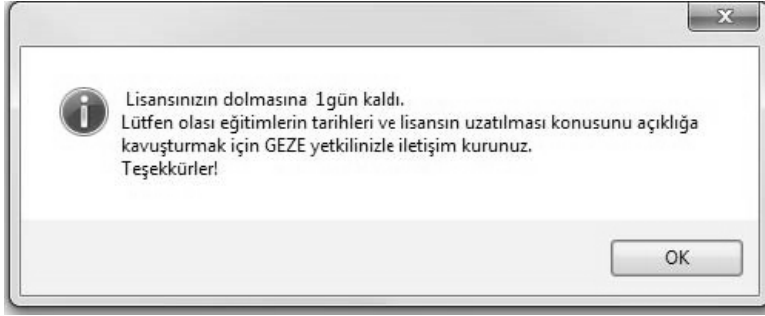 Lisansınızın dolmasına 1gün kaldı.
Lütfen olası eğitimlerin tarihleri ve lisansın uzatılması konusunu açıklığa
kavuşturmak için GEZE yetkilinizle iletişim kurunuz.
Teşekkürler!
OK